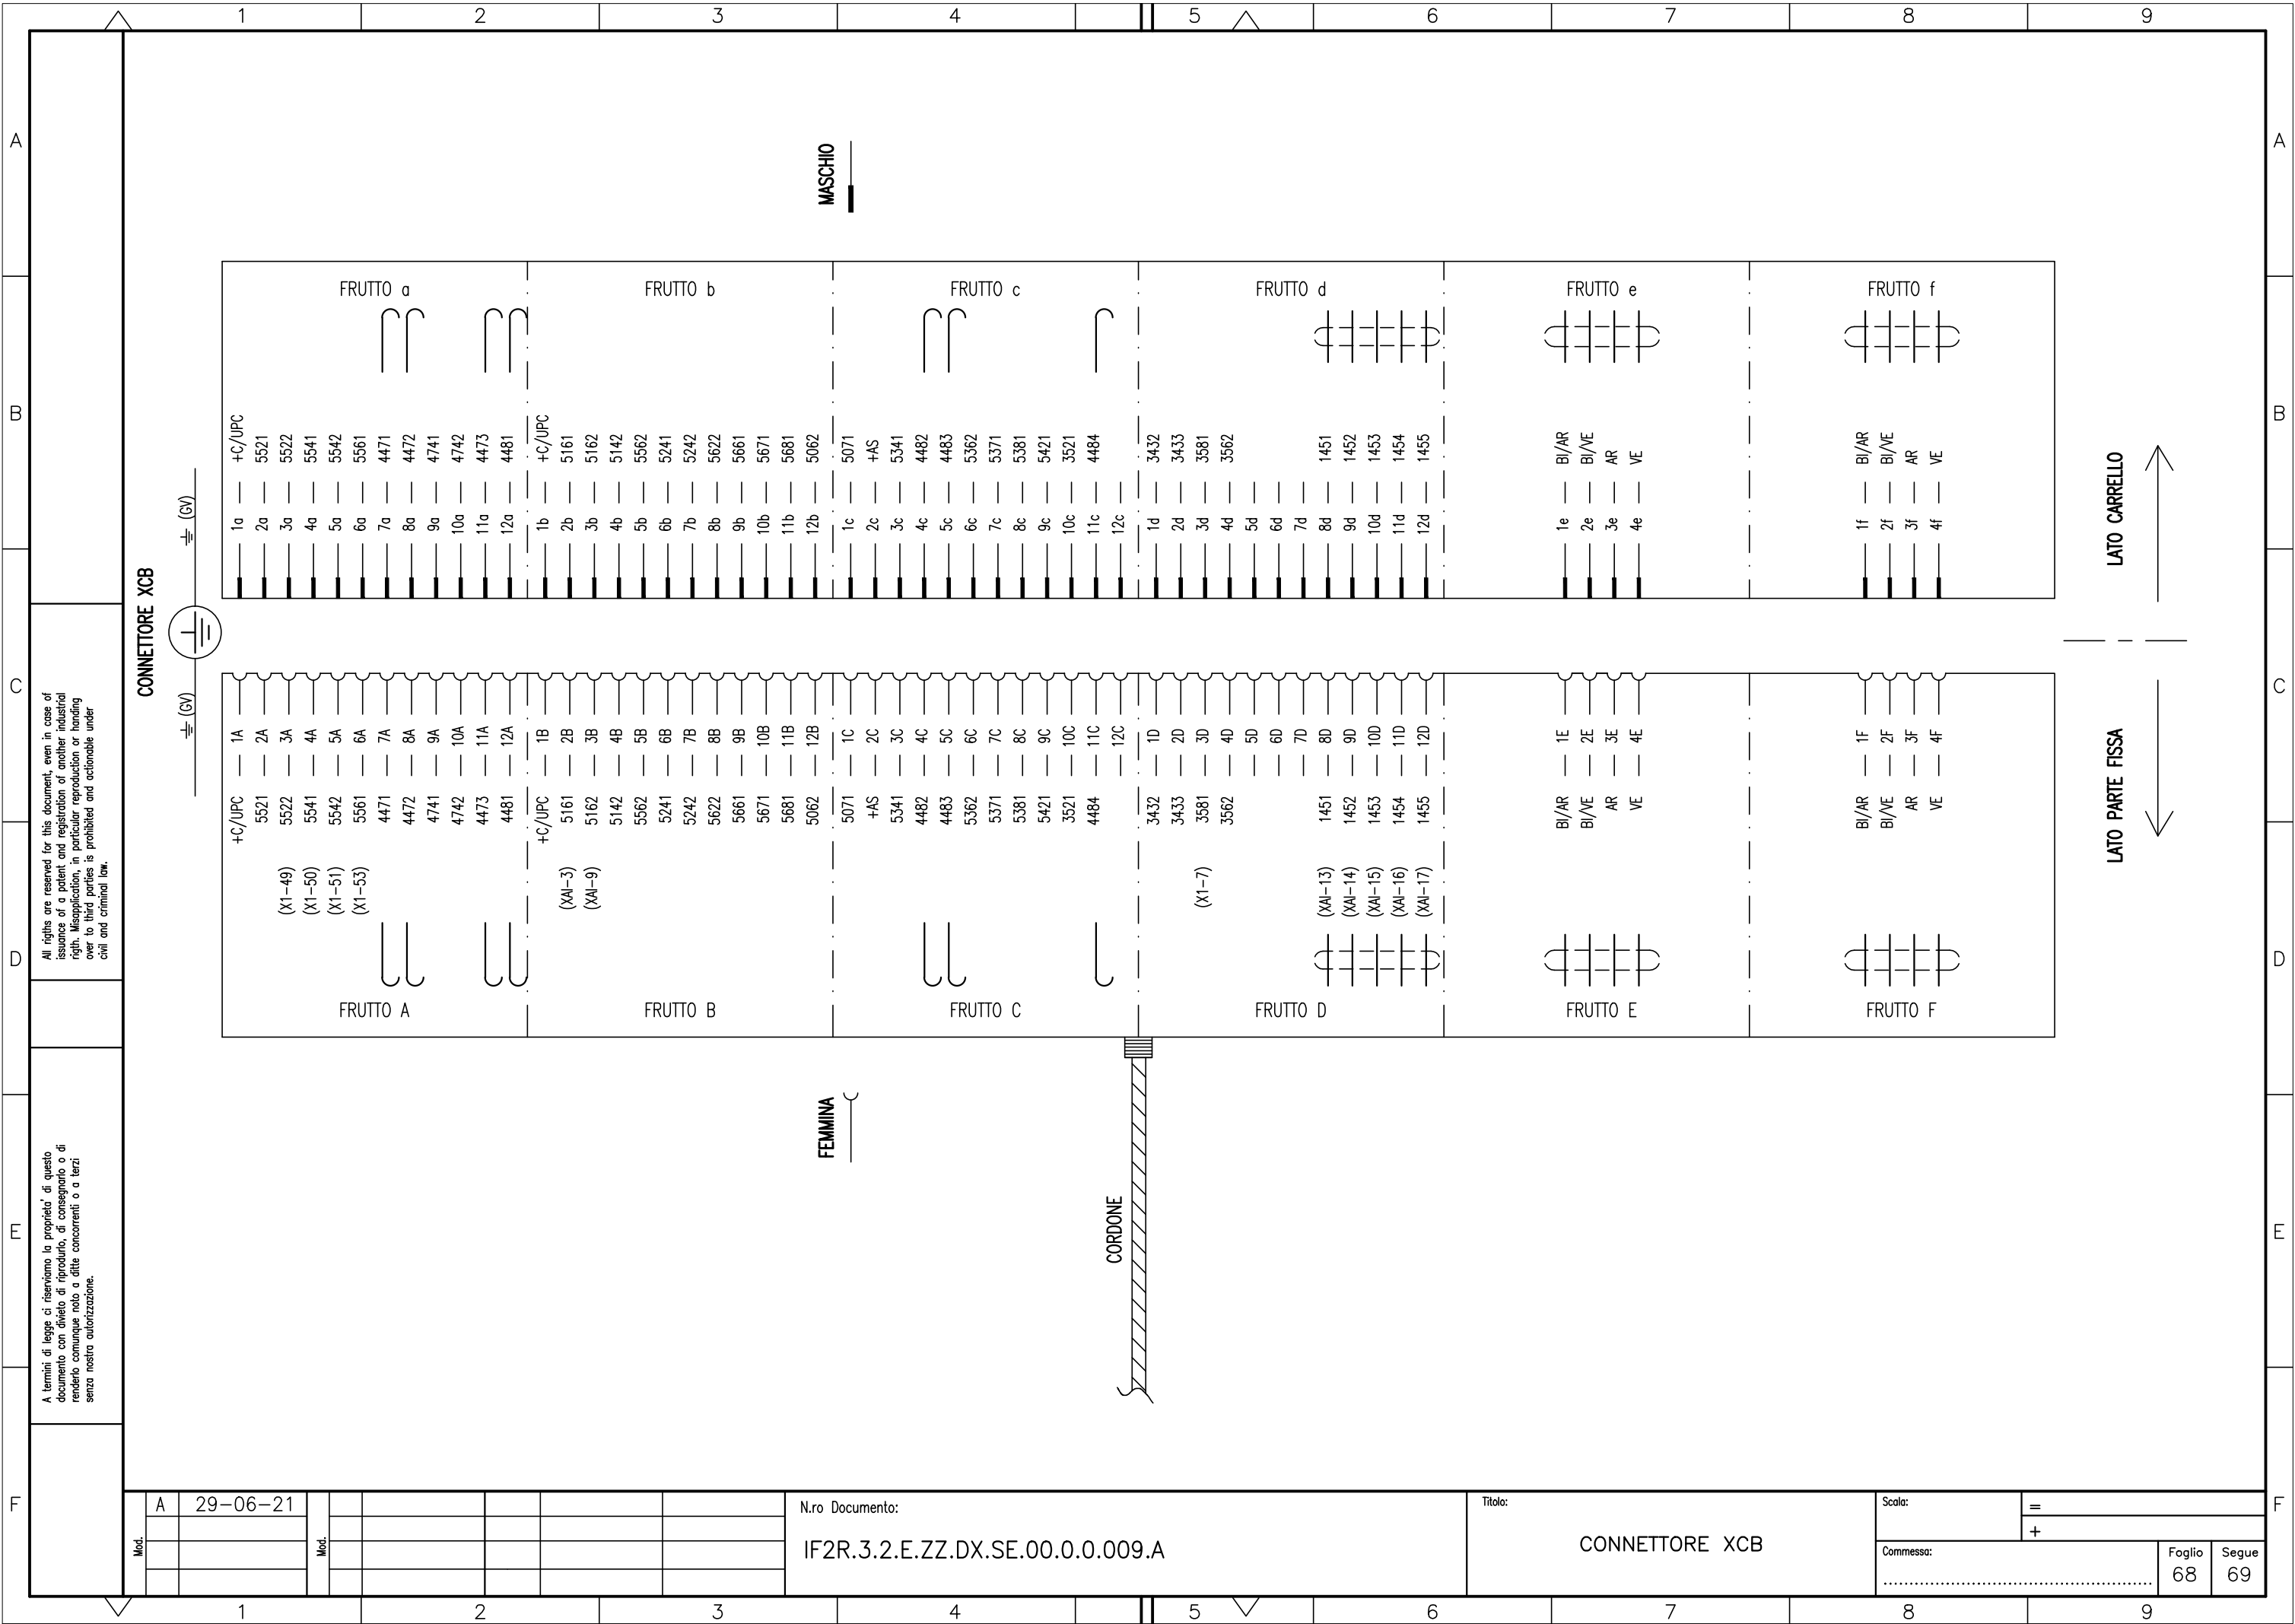 1 2 3 4 5 6 7 8 9
A A
B B
C C
D D
E E
F F
MASCHIO
FRUTTO a FRUTTO b FRUTTO c FRUTTO d FRUTTO e FRUTTO f
+C/UPC 5521 5522 5541 5542 5561 4471 4472 4741 4742 4473 4481
+C/UPC 5161 5162 5142 5562 5241 5242 5622 5661 5671 5681 5062
5071 +AS 5341 4482 4483 5362 5371 5381 5421 3521 4484
3432 3433 3581 3562 1451 1452 1453 1454 1455
BI/AR BI/VE AR VE
BI/AR BI/VE AR VE
(GV)
1a 2a 3a 4a 5a 6a 7a 8a 9a 10a 11a 12a
1b 2b 3b 4b 5b 6b 7b 8b 9b 10b 11b 12b
1c 2c 3c 4c 5c 6c 7c 8c 9c 10c 11c 12c
1d 2d 3d 4d 5d 6d 7d 8d 9d 10d 11d 12d
1e 2e 3e 4e
1f 2f 3f 4f
LATO CARRELLO
CONNETTORE XCB
(GV)
1A 2A 3A 4A 5A 6A 7A 8A 9A 10A 11A 12A
1B 2B 3B 4B 5B 6B 7B 8B 9B 10B 11B 12B
1C 2C 3C 4C 5C 6C 7C 8C 9C 10C 11C 12C
1D 2D 3D 4D 5D 6D 7D 8D 9D 10D 11D 12D
1E 2E 3E 4E
1F 2F 3F 4F
LATO PARTE FISSA
+C/UPC 5521 5522 5541 5542 5561 4471 4472 4741 4742 4473 4481
+C/UPC 5161 5162 5142 5562 5241 5242 5622 5661 5671 5681 5062
5071 +AS 5341 4482 4483 5362 5371 5381 5421 3521 4484
3432 3433 3581 3562 1451 1452 1453 1454 1455
BI/AR BI/VE AR VE
BI/AR BI/VE AR VE
(X1-49) (X1-50) (X1-51) (X1-53)
(XAI-3) (XAI-9)
(X1-7)
(XAI-13) (XAI-14) (XAI-15) (XAI-16) (XAI-17)
FRUTTO A FRUTTO B FRUTTO C FRUTTO D FRUTTO E FRUTTO F
FEMMINA
CORDONE
All rigths are reserved for this document, even in case of
issuance of a patent and registration of another industrial
rigth. Misapplication, in particular reproduction or handing
over to third parties is prohibited and actionable under
civil and criminal law.
A termini di legge ci riserviamo la proprieta' di questo
documento con divieto di riprodurlo, di consegnarlo o di
renderlo comunque noto a ditte concorrenti o a terzi
senza nostra autorizzazione.
Mod.
A 29-06-21
Mod.
N.ro Documento:
IF2R.3.2.E.ZZ.DX.SE.00.0.0.009.A
Titolo:
CONNETTORE XCB
Scala:
=
+
Commessa:
Foglio
68
Segue
69
1 2 3 4 5 6 7 8 9